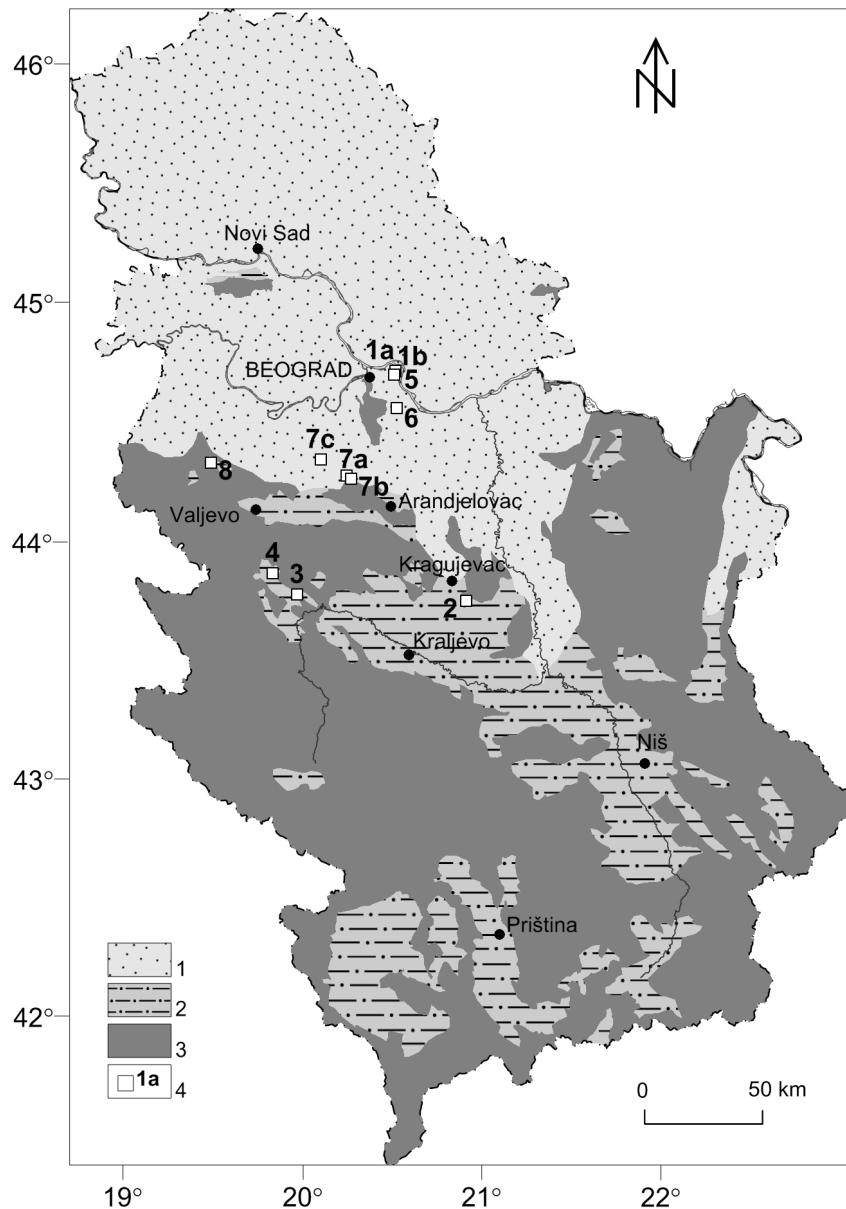 46°
N
Novi Sad
45°
1a
1b
BEOGRAD
5
6
7c
7a
8
7b
Arandjelovac
Valjevo
44°
4
Kragujevac
3
2
Kraljevo
Niš
43°
Priština
1
42°
2
3
1a
4
0 50 km
19° 20° 21° 22°